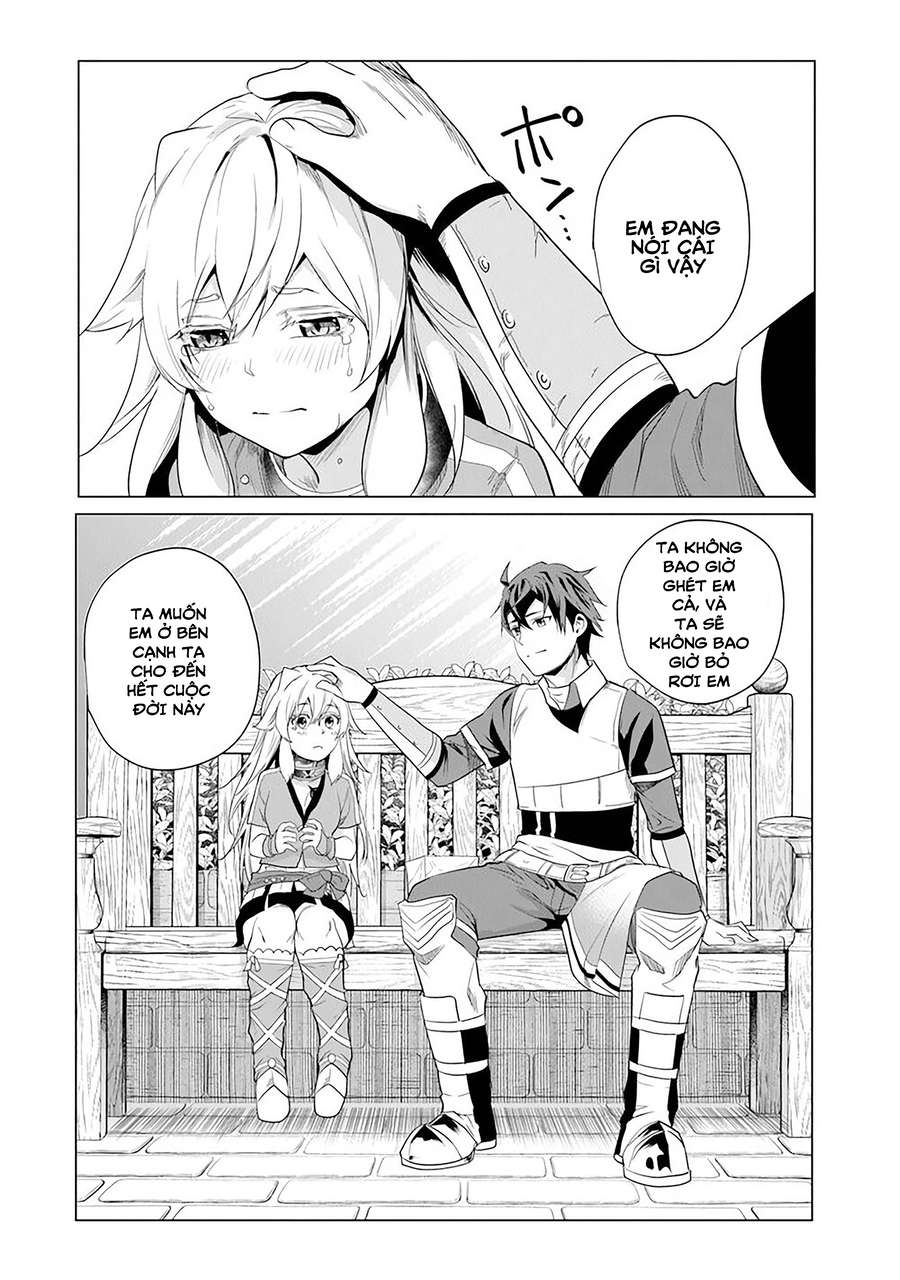 ポン…
EM ĐANG
NÓI CÁI
GÌ VẬY
TA KHÔNG
BAO GIỜ
GHÉT EM
CẢ, VÀ
TA SẼ
KHÔNG BAO
GIỜ BỎ
RƠI EM
TA MUỐN
EM Ở BÊN
CẠNH TA
CHO ĐẾN
HẾT CUỘC
ĐỜI NÀY